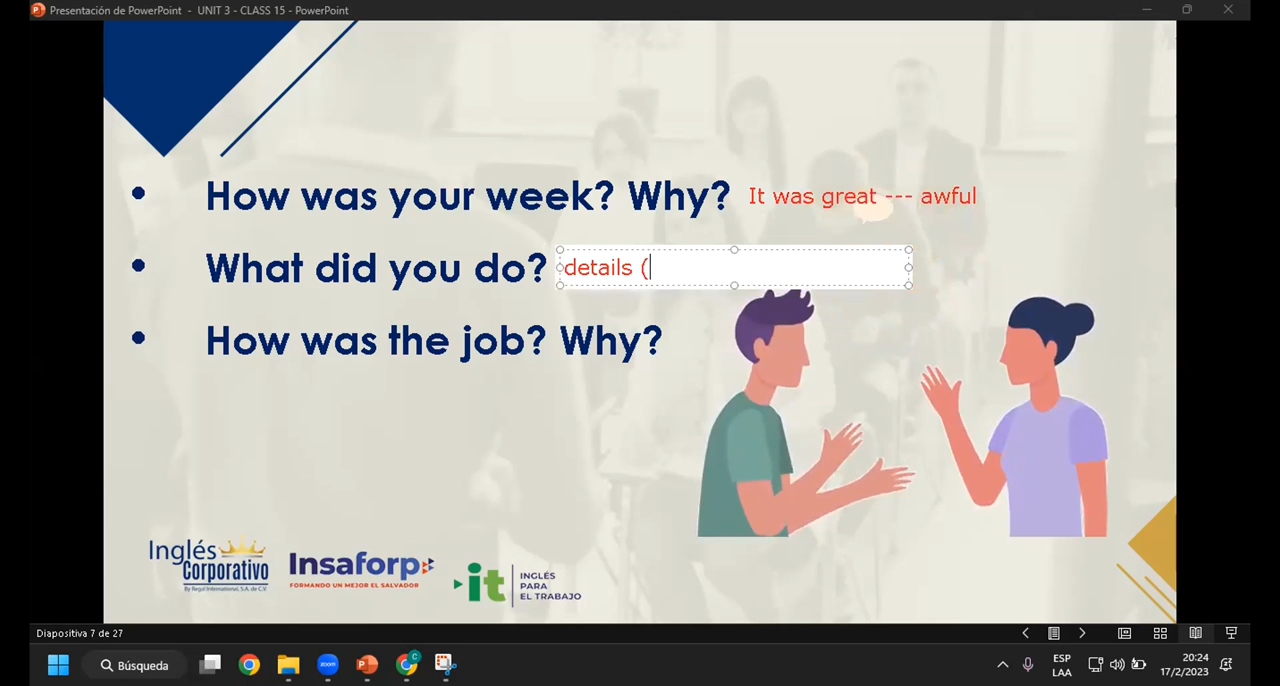 Presentación de PowerPoint - UNIT 3 - CLASS 15 - PowerPoint
• How was your week? Why? It was great --- awful
• What did you do? details (
• How was the job? Why?
Inglés
Corporativo
By Regal International, S.A. de C.V.
Insaforp
FORMANDO UN MEJOR EL SALVADOR
it
INGLÉS
PARA
EL TRABAJO
Diapositiva 7 de 27
Búsqueda
ESP
LAA
20:24
17/2/2023